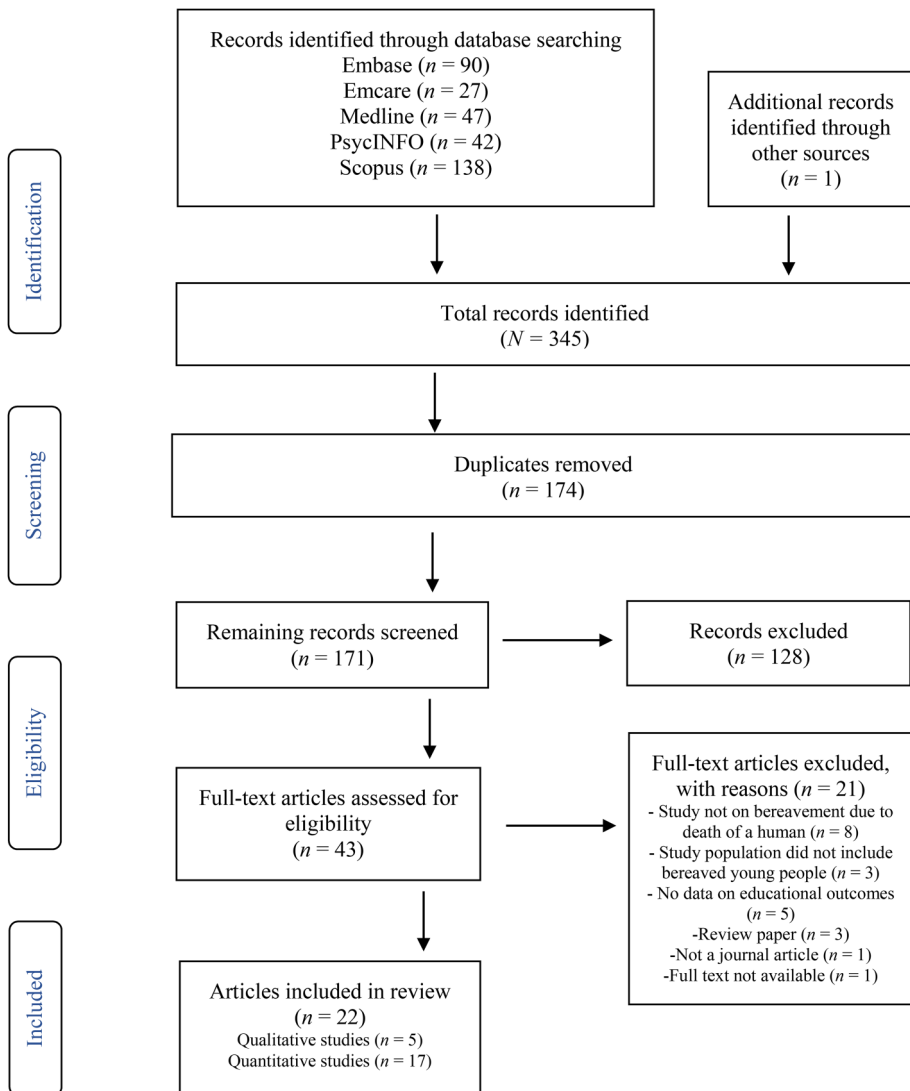 Records identified through database searching
Embase (n = 90)
Emcare (n = 27)
Medline (n = 47)
PsycINFO (n = 42)
Scopus (n = 138)
Additional records
identified through
other sources
(n = 1)
Identification
Total records identified
(N = 345)
Screening
Duplicates removed
(n = 174)
Remaining records screened
(n = 171)
Records excluded
(n = 128)
Eligibility
Full-text articles assessed for
eligibility
(n = 43)
Full-text articles excluded,
with reasons (n = 21)
- Study not on bereavement due to
death of a human (n = 8)
- Study population did not include
bereaved young people (n = 3)
- No data on educational outcomes
(n = 5)
-Review paper (n = 3)
-Not a journal article (n = 1)
-Full text not available (n = 1)
Included
Articles included in review
(n = 22)
Qualitative studies (n = 5)
Quantitative studies (n = 17)